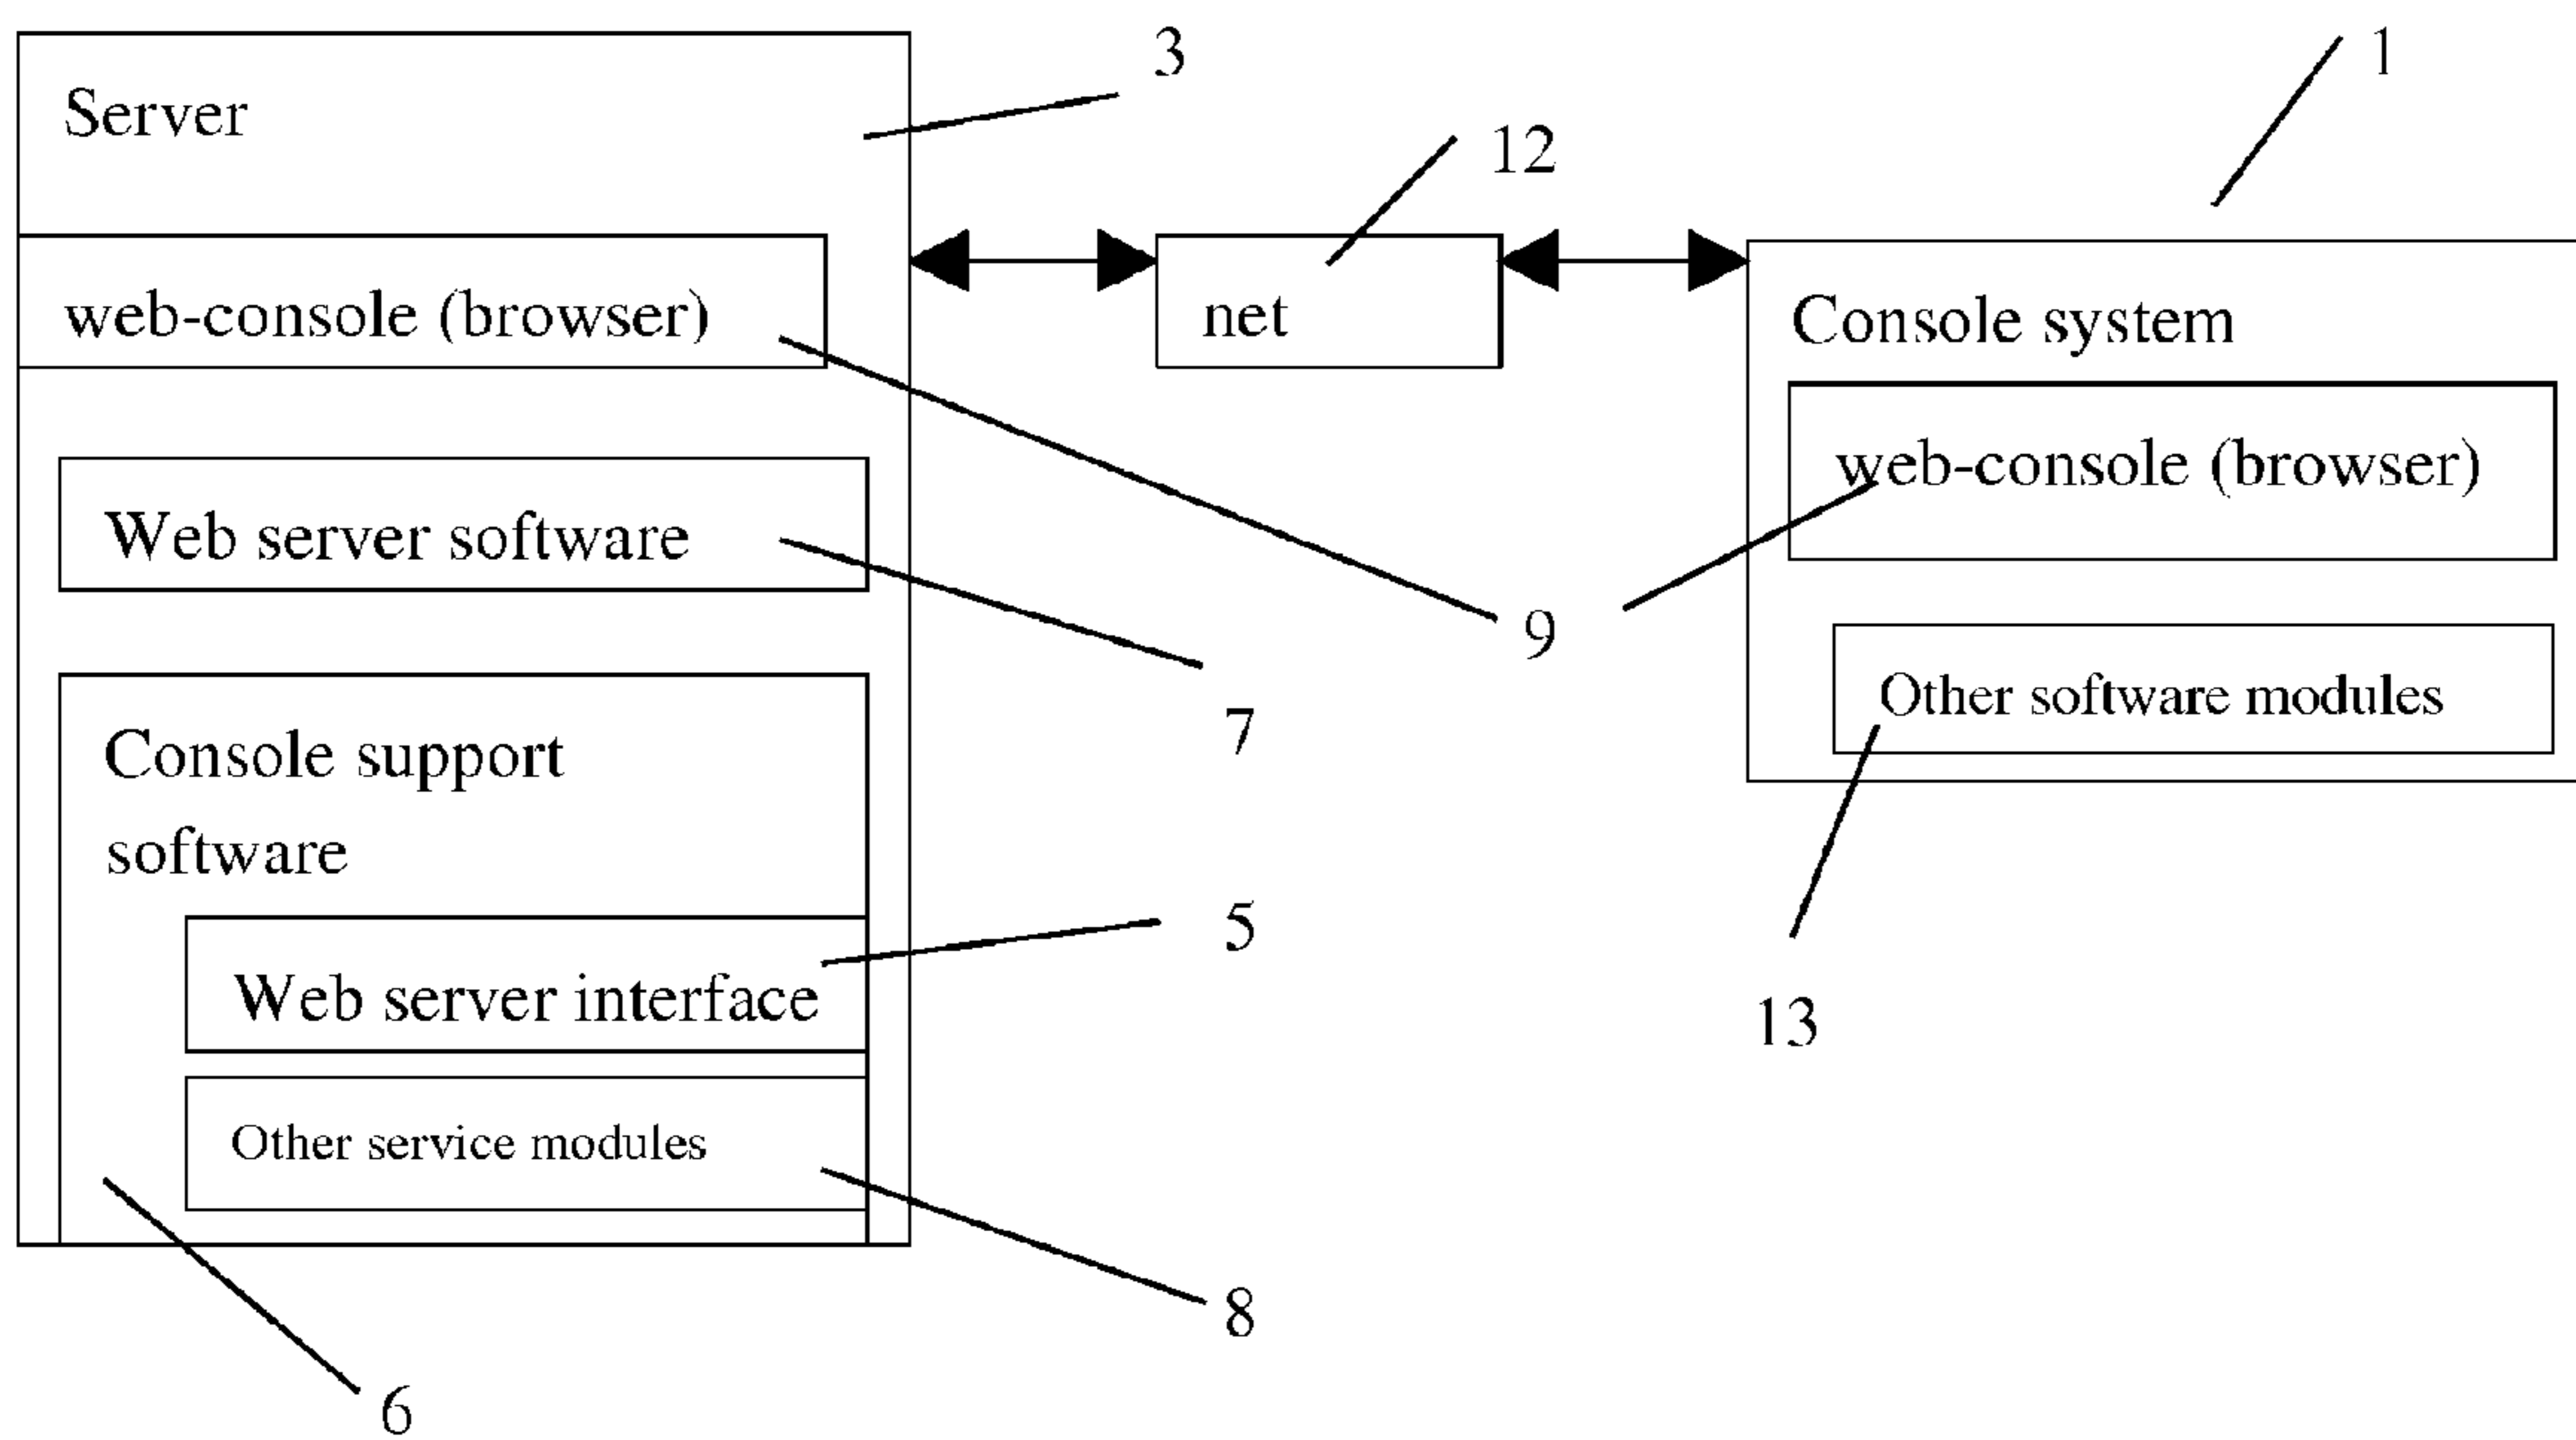 Server
3
12
1
web-console (browser)
net
Console system
web-console (browser)
Web server software
9
Other software modules
7
Console support
software
5
Web server interface
13
Other service modules
8
6